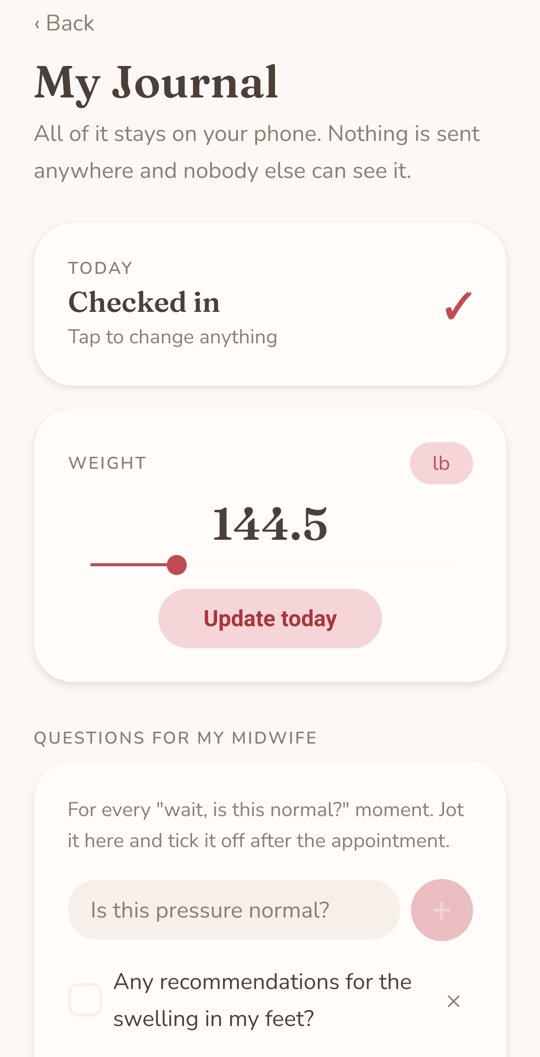 ‹ Back
My Journal
All of it stays on your phone. Nothing is sent
anywhere and nobody else can see it.
TODAY
Checked in
Tap to change anything
✓
WEIGHT
lb
144.5
Update today
QUESTIONS FOR MY MIDWIFE
For every "wait, is this normal?" moment. Jot
it here and tick it off after the appointment.
Is this pressure normal?
+
Any recommendations for the
swelling in my feet?
×